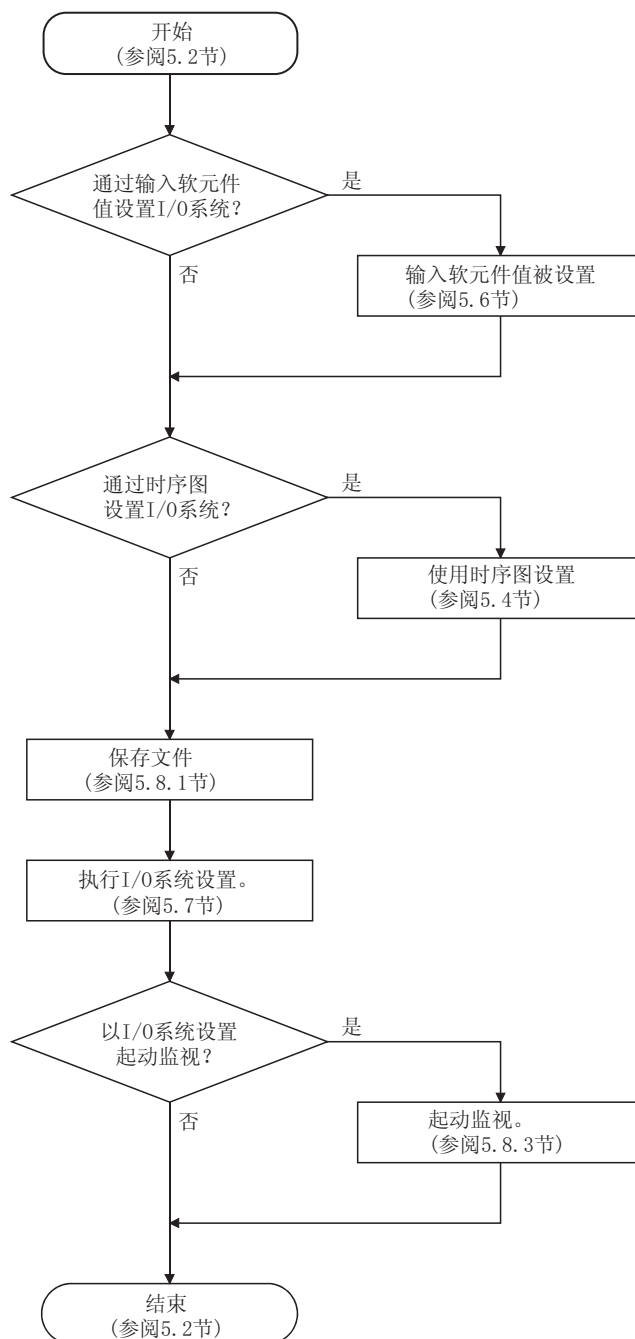 开始
(参阅5.2节)
通过输入软元件
值设置I/O系统?
是
否
输入软元件值被设置
(参阅5.6节)
通过时序图
设置I/O系统?
是
否
使用时序图设置
(参阅5.4节)
保存文件
(参阅5.8.1节)
执行I/O系统设置。
(参阅5.7节)
以I/O系统设置
起动监视?
是
否
起动监视。
(参阅5.8.3节)
结束
(参阅5.2节)